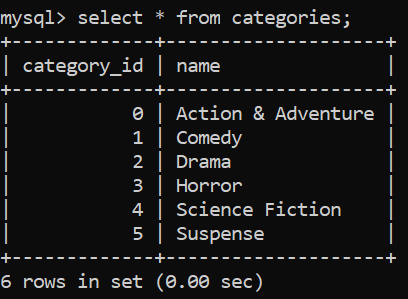 mysql> select * from categories;
+-------------+--------------------+
| category_id | name               |
+-------------+--------------------+
|           0 | Action & Adventure |
|           1 | Comedy             |
|           2 | Drama              |
|           3 | Horror             |
|           4 | Science Fiction    |
|           5 | Suspense           |
+-------------+--------------------+
6 rows in set (0.00 sec)